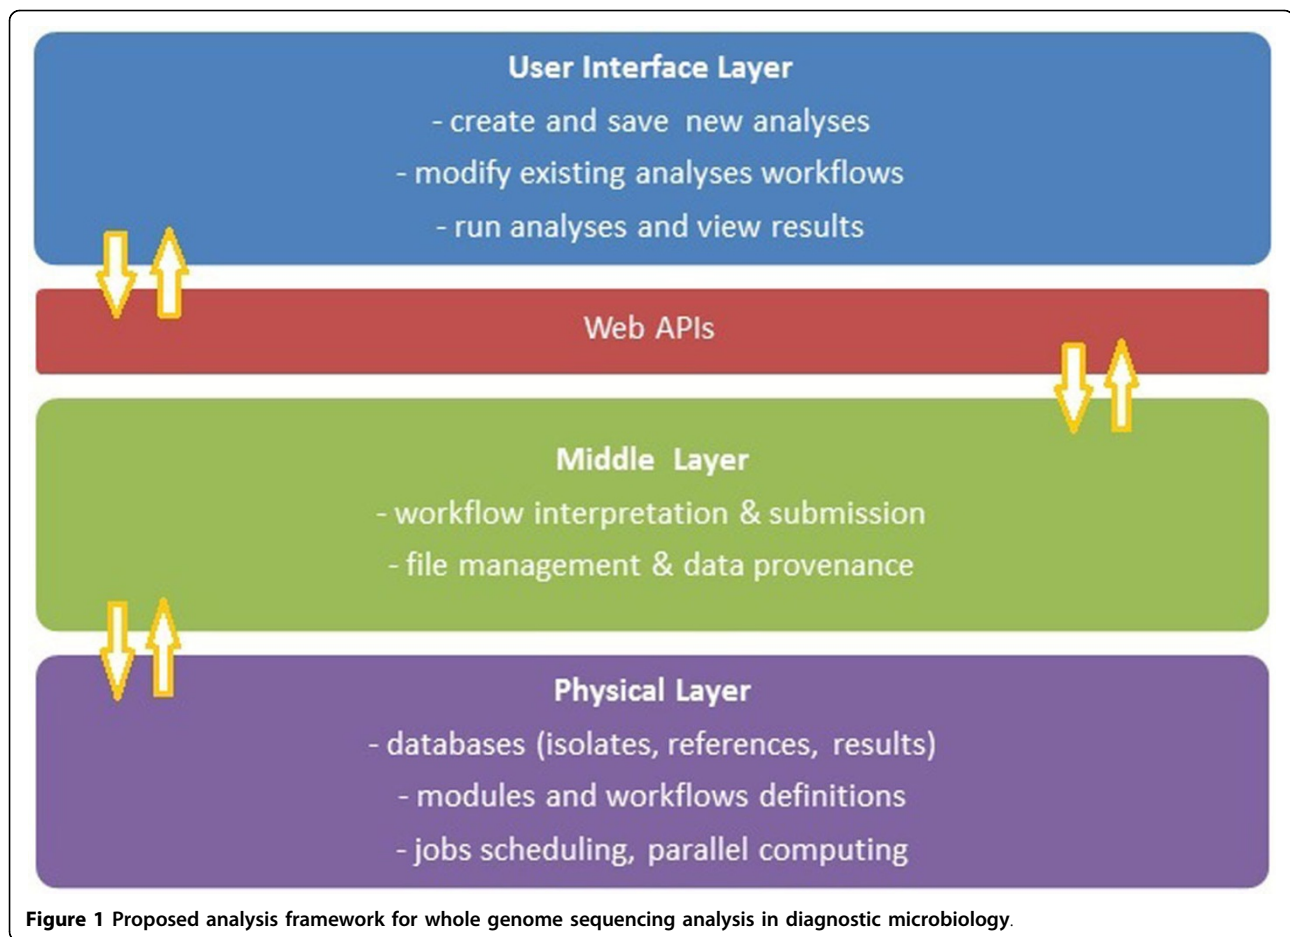 User Interface Layer
- create and save new analyses
- modify existing analyses workflows
- run analyses and view results
Web APIs
Middle Layer
- workflow interpretation & submission
- file management & data provenance
Physical Layer
- databases (isolates, references, results)
- modules and workflows definitions
- jobs scheduling, parallel computing
Figure 1 Proposed analysis framework for whole genome sequencing analysis in diagnostic microbiology.